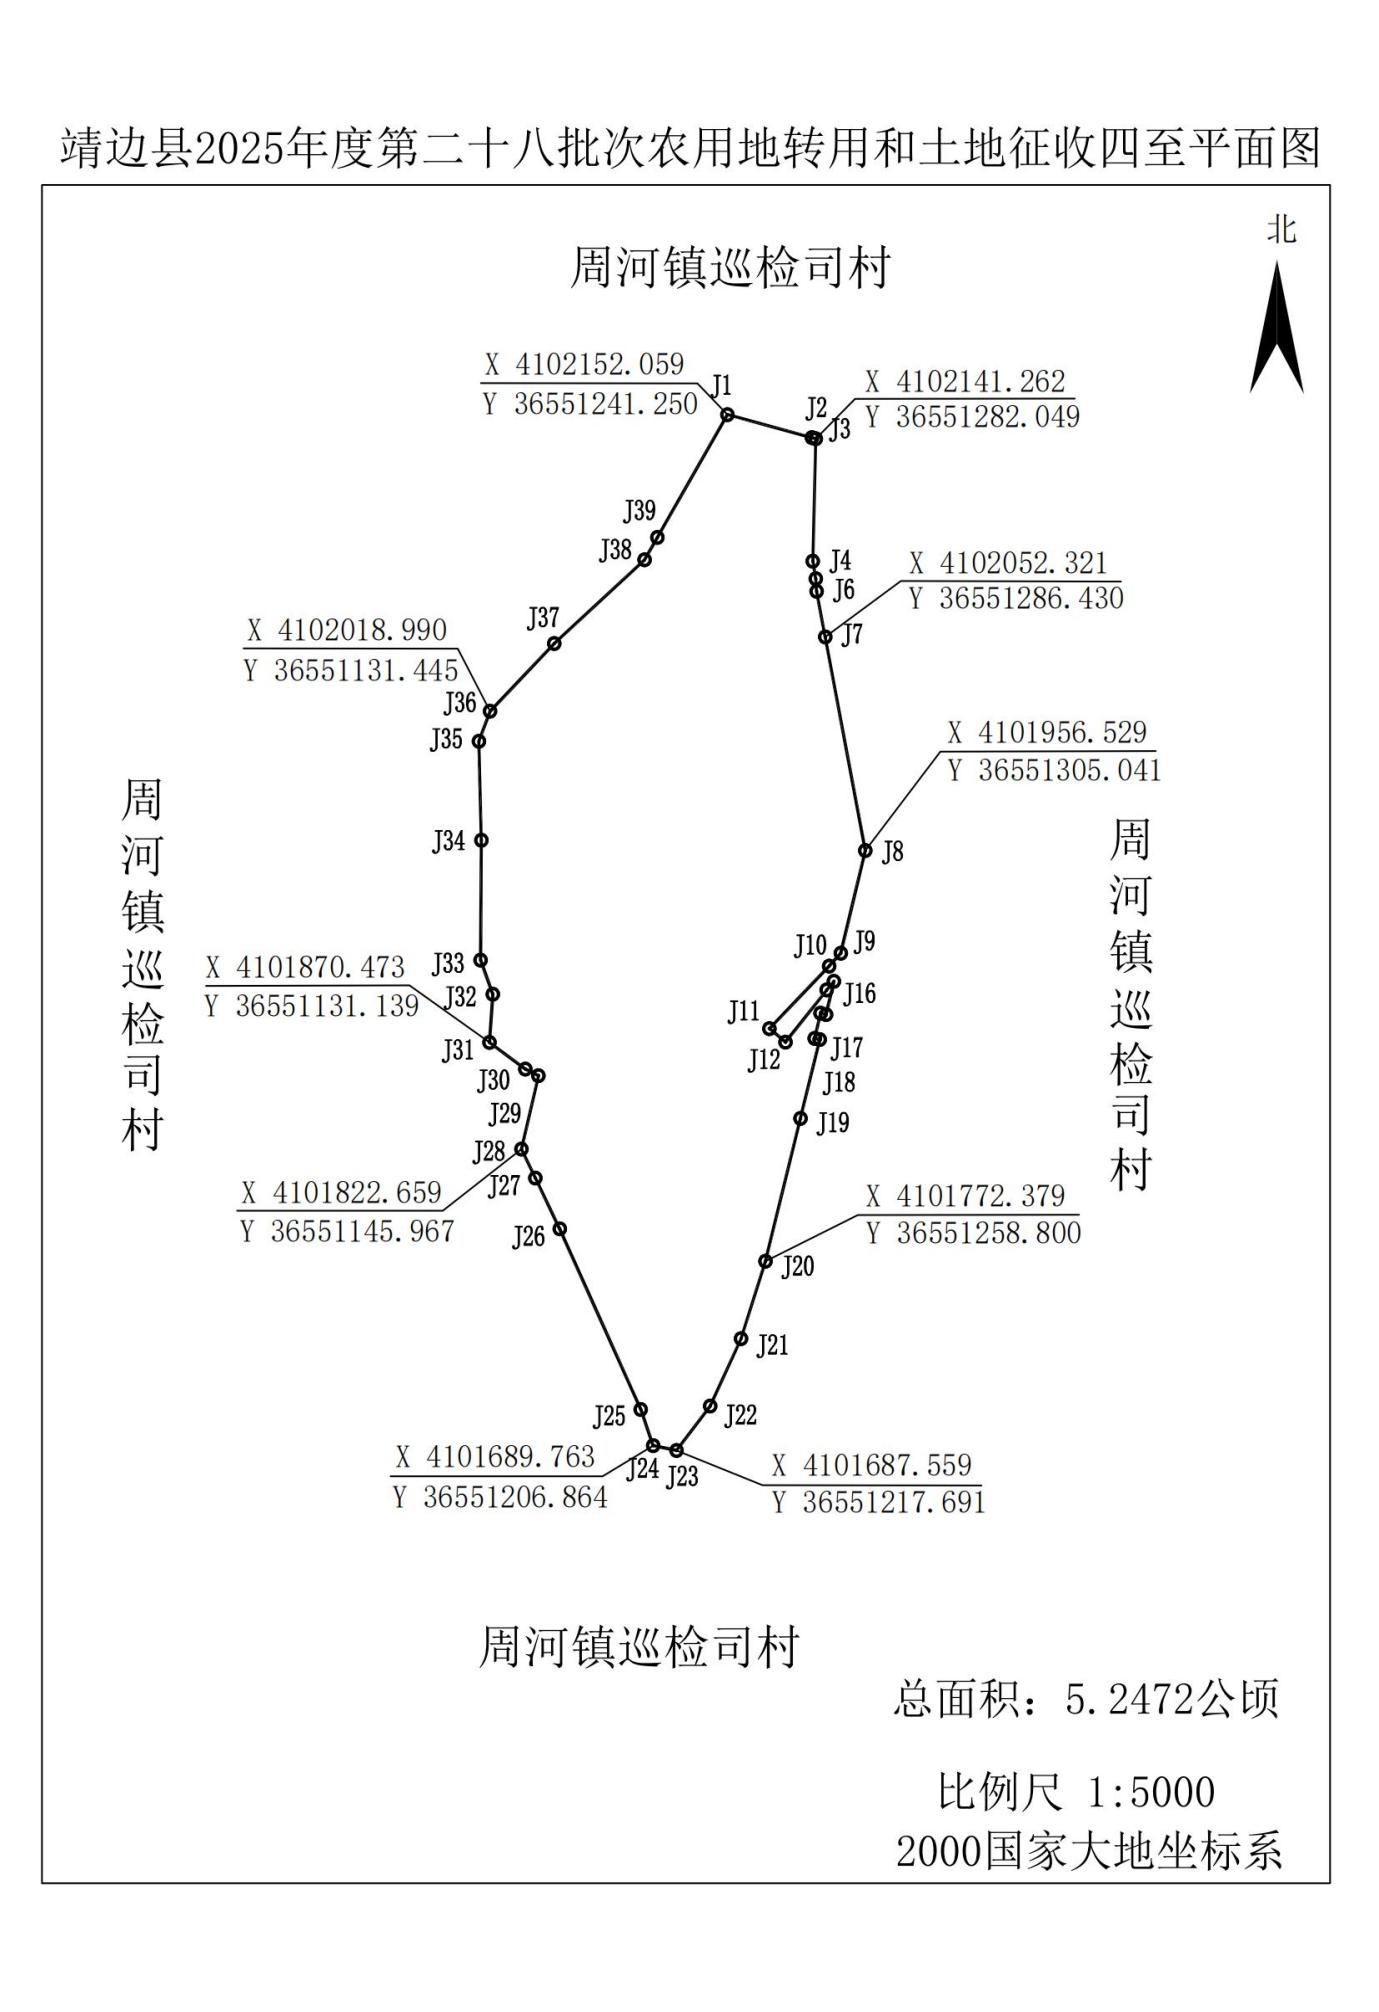 靖边县2025年度第二十八批次农用地转用和土地征收四至平面图
北
周河镇巡检司村
X 4102152.059
Y 36551241.250
J1
J2
J3
X 4102141.262
Y 36551282.049
J39
J38
J4
J6
X 4102052.321
Y 36551286.430
J7
J37
X 4102018.990
Y 36551131.445
J36
J35
X 4101956.529
Y 36551305.041
J8
J34
周河镇巡检司村
周河镇巡检司村
J33
J32
J10
J9
J16
J11
J12
J17
J18
J19
X 4101870.473
Y 36551131.139
J31
J30
J29
J28
J27
J26
X 4101822.659
Y 36551145.967
X 4101772.379
Y 36551258.800
J20
J21
J22
J25
J24
J23
X 4101689.763
Y 36551206.864
X 4101687.559
Y 36551217.691
周河镇巡检司村
总面积：5.2472公顷
比例尺 1:5000
2000国家大地坐标系